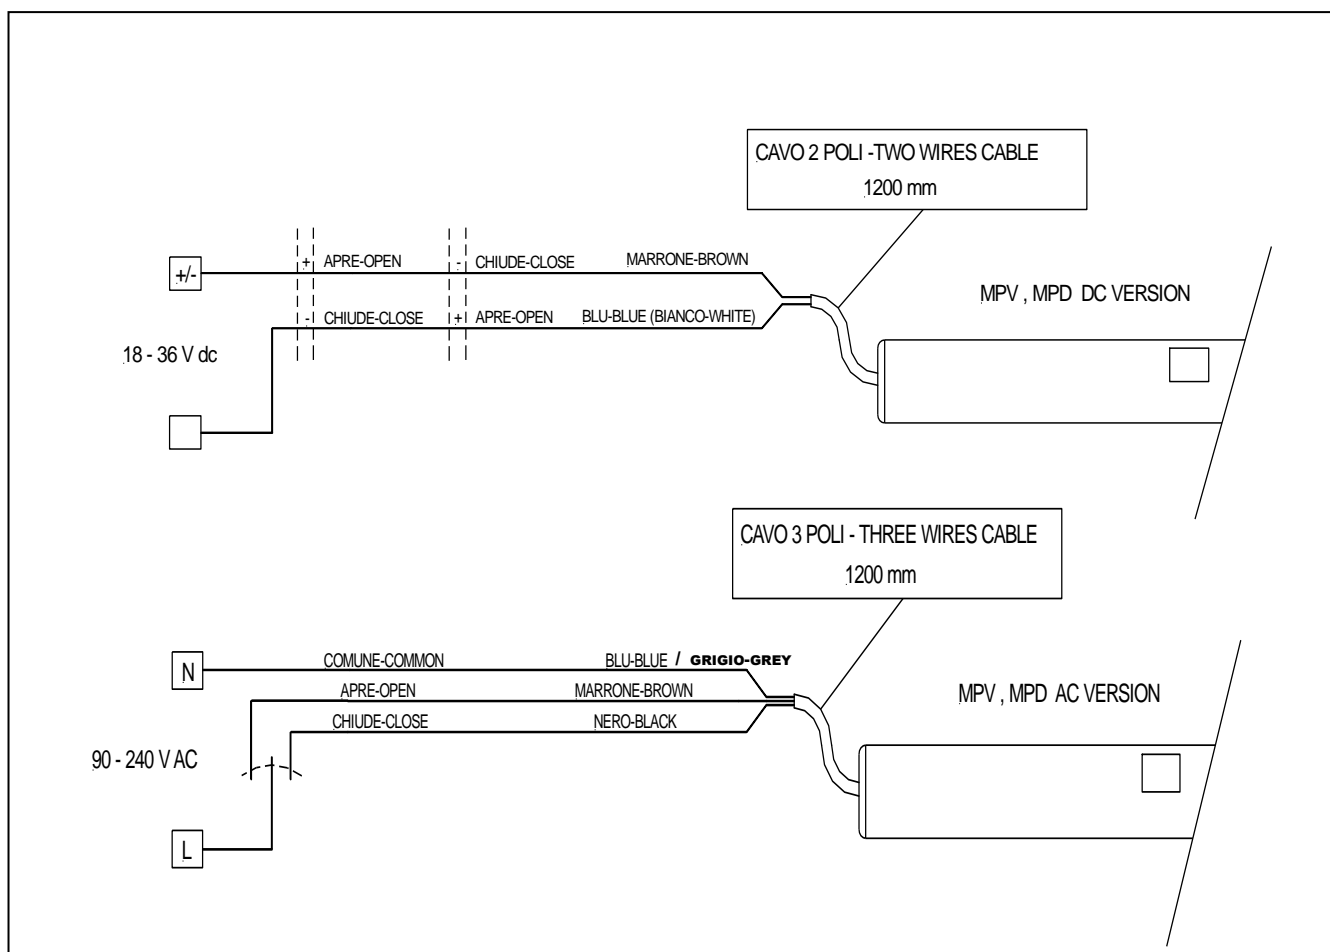 CAVO 2 POLI -TWO WIRES CABLE
1200 mm
+/-
+ APRE-OPEN - CHIUDE-CLOSE MARRONE-BROWN
MPV , MPD DC VERSION
- CHIUDE-CLOSE + APRE-OPEN BLU-BLUE (BIANCO-WHITE)
18 - 36 V dc
CAVO 3 POLI - THREE WIRES CABLE
1200 mm
N
COMUNE-COMMON BLU-BLUE / GRIGIO-GREY
APRE-OPEN MARRONE-BROWN
MPV , MPD AC VERSION
CHIUDE-CLOSE NERO-BLACK
90 - 240 V AC
L